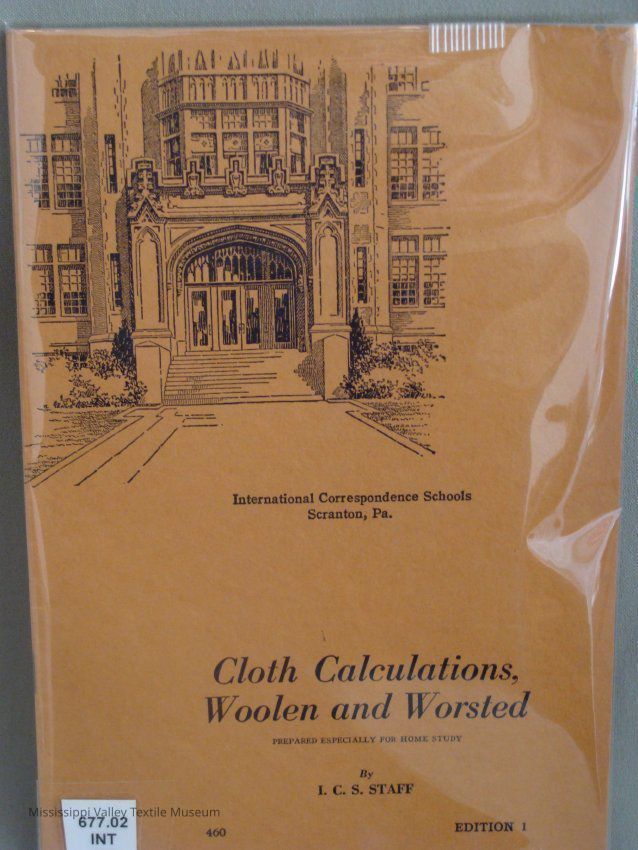 International Correspondence Schools
Scranton, Pa.
Cloth Calculations,
Woolen and Worsted
PREPARED ESPECIALLY FOR HOME STUDY
By
I. C. S. STAFF
Mississippi Valley Textile Museum
677.02
INT
460 EDITION 1